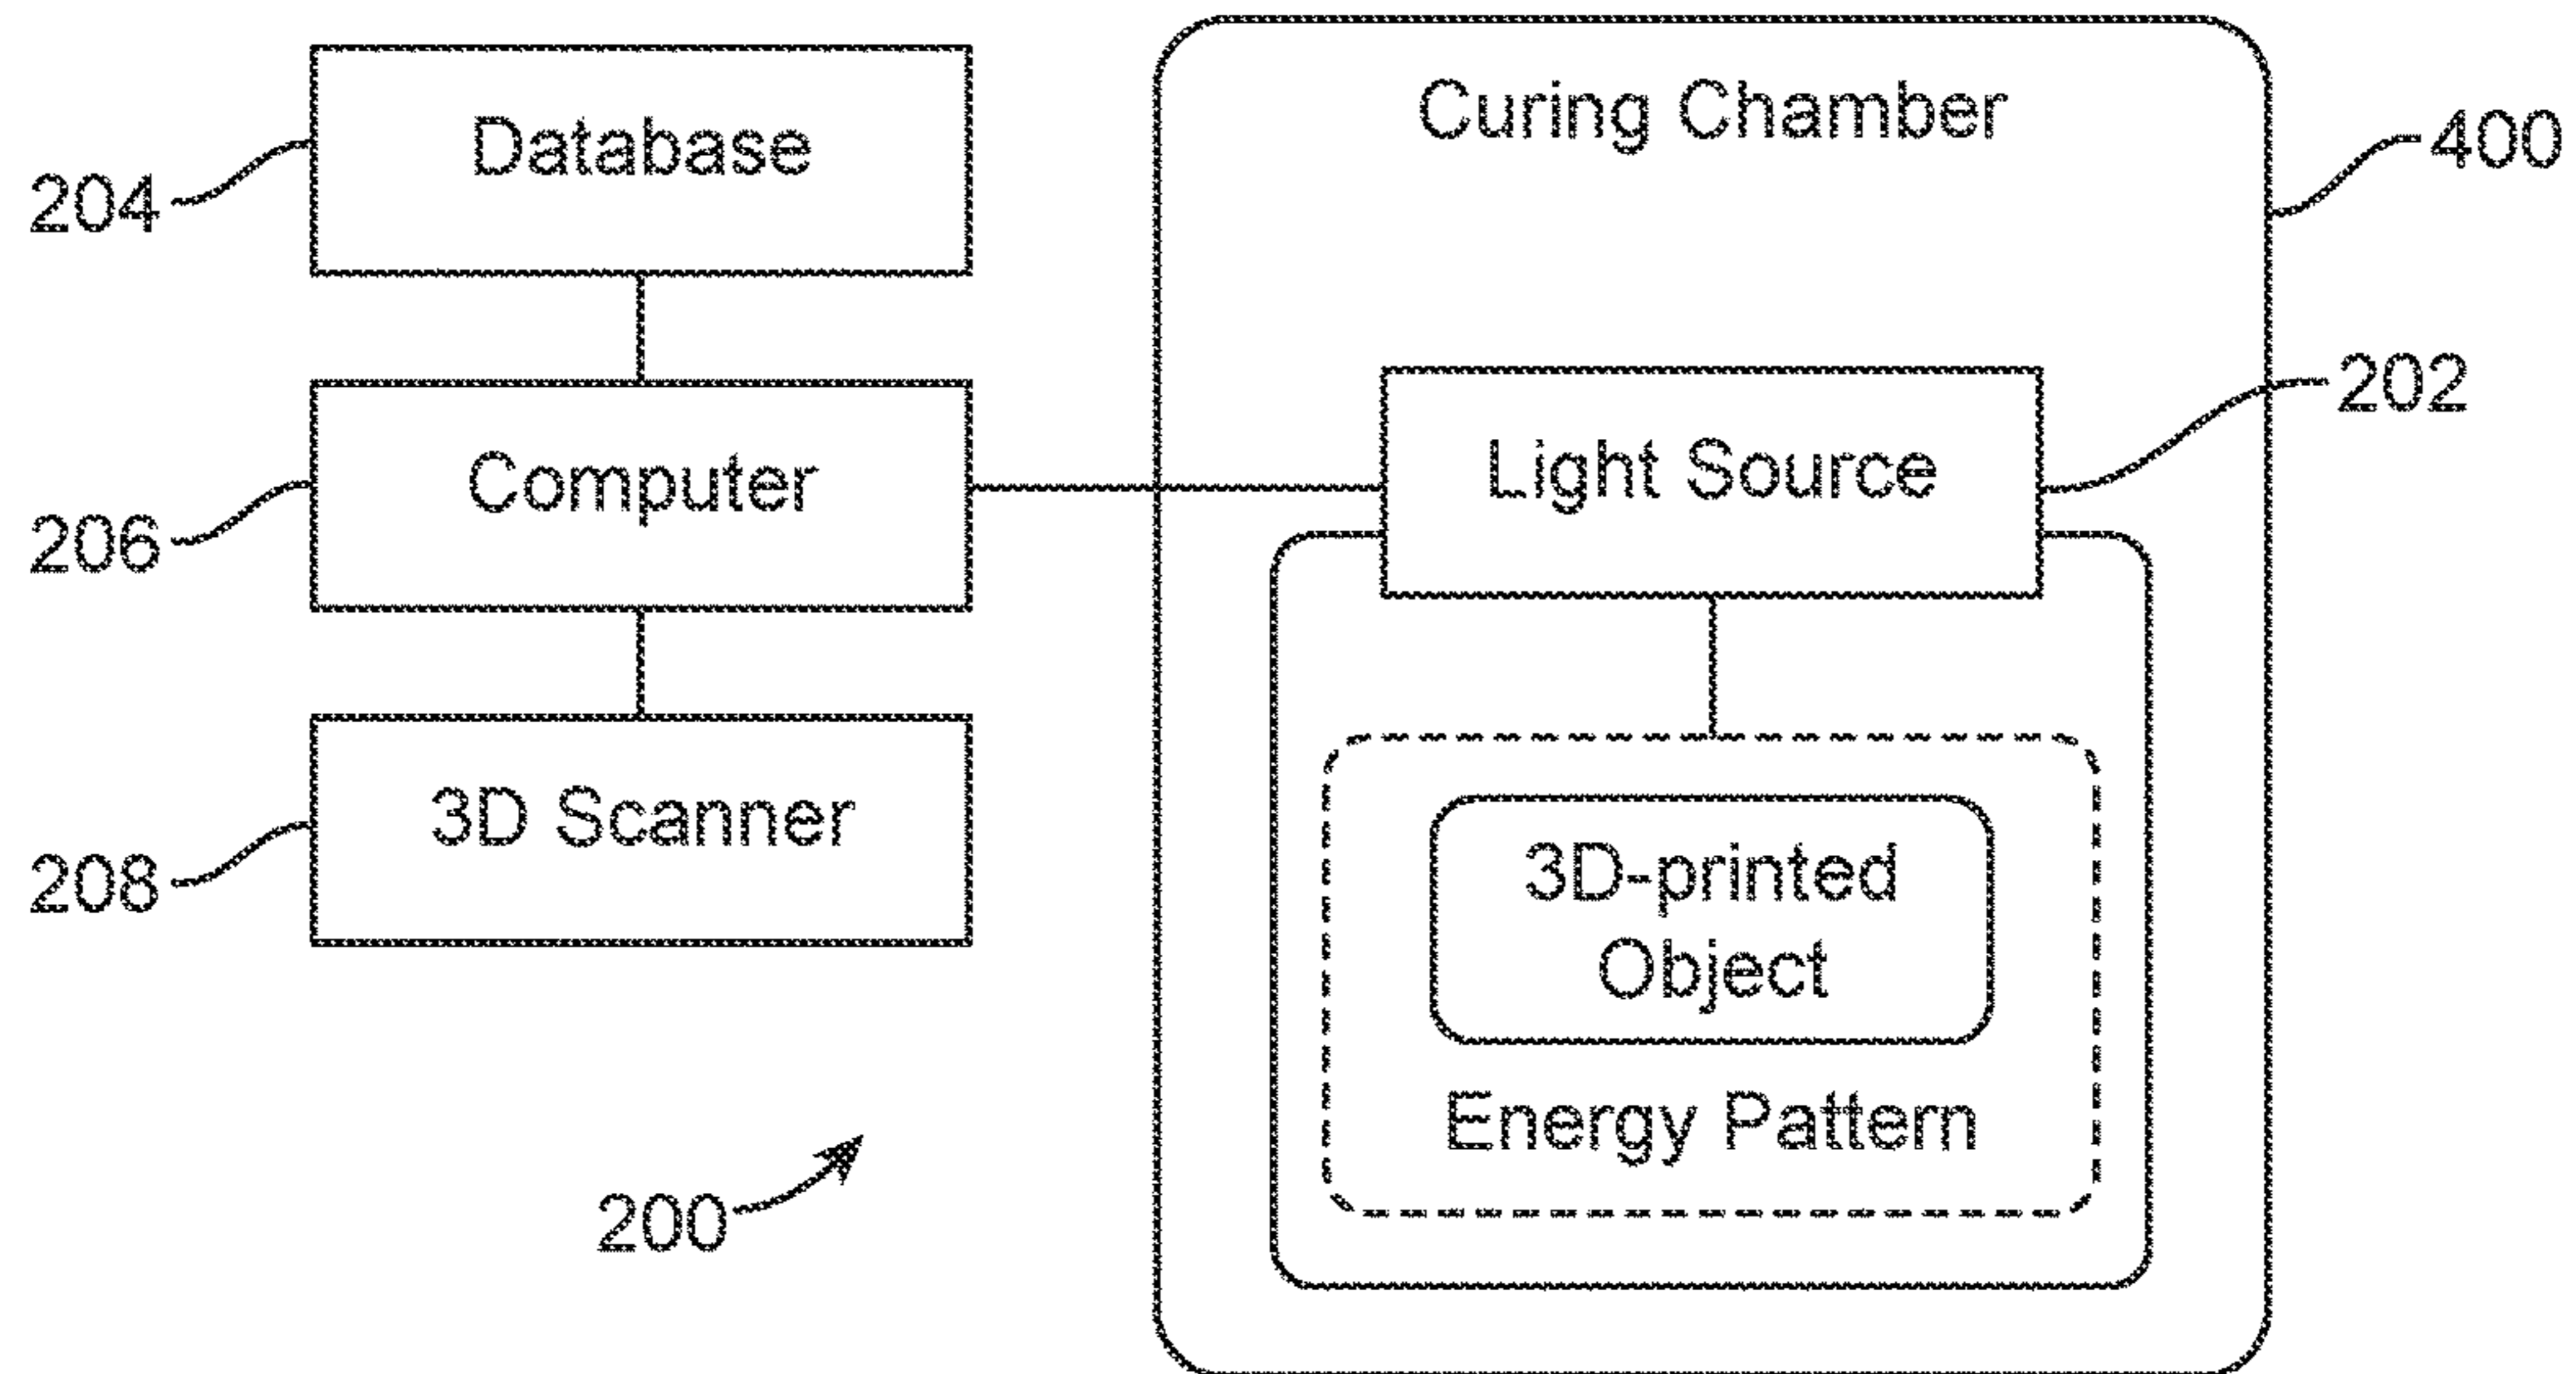 Database
204
Computer
206
3D Scanner
208
200
Curing Chamber
400
Light Source
202
3D-printed
Object
Energy Pattern